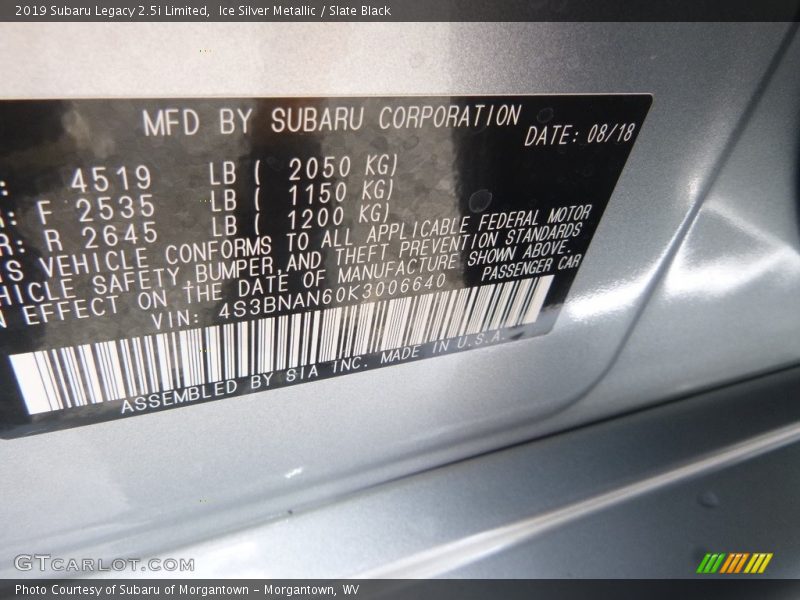 2019 Subaru Legacy 2.5i Limited, Ice Silver Metallic / Slate Black
MFD BY SUBARU CORPORATION
DATE: 08/18
: 4519 LB ( 2050 KG)
: F 2535 LB ( 1150 KG)
R: R 2645 LB ( 1200 KG)
S VEHICLE CONFORMS TO ALL APPLICABLE FEDERAL MOTOR
HICLE SAFETY BUMPER, AND THEFT PREVENTION STANDARDS
N EFFECT ON THE DATE OF MANUFACTURE SHOWN ABOVE.
VIN: 4S3BNAN60K3006640 PASSENGER CAR
ASSEMBLED BY SIA INC. MADE IN U.S.A.
GTCARLOT.COM
Photo Courtesy of Subaru of Morgantown - Morgantown, WV